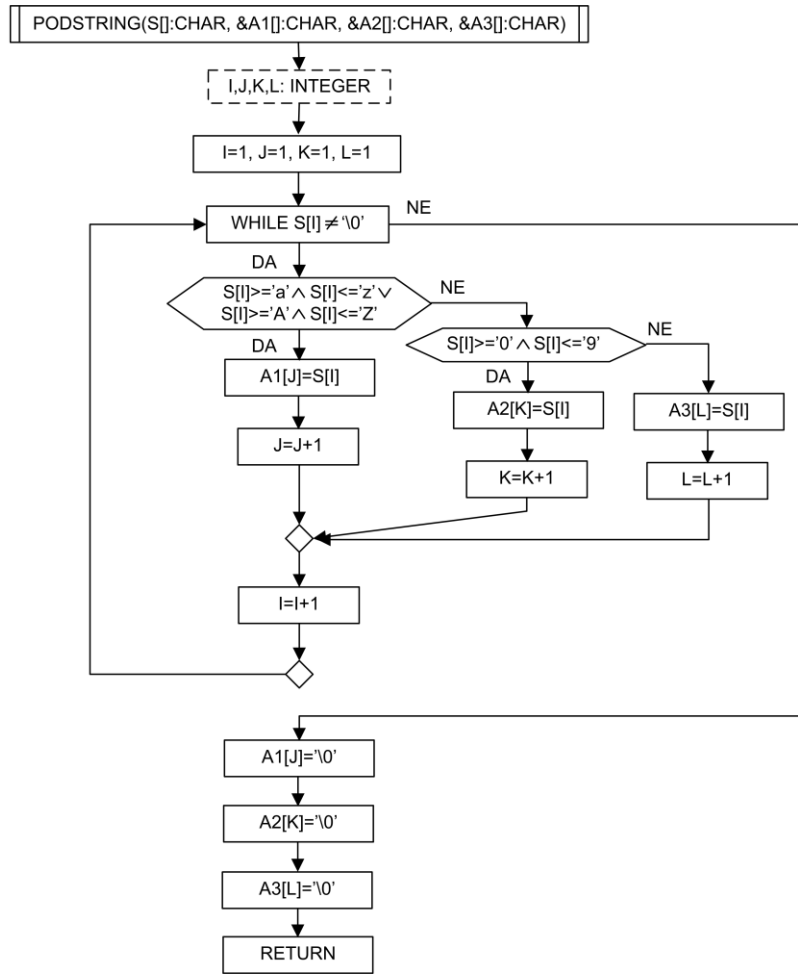 PODSTRING(S[]:CHAR, &A1[]:CHAR, &A2[]:CHAR, &A3[]:CHAR)
I,J,K,L: INTEGER
I=1, J=1, K=1, L=1
WHILE S[I] ≠ '\0'
NE
DA
S[I]>='a' ∧ S[I]<='z' ∨
S[I]>='A' ∧ S[I]<='Z'
NE
DA
S[I]>='0' ∧ S[I]<='9'
NE
DA
A1[J]=S[I]
A2[K]=S[I]
A3[L]=S[I]
J=J+1
K=K+1
L=L+1
I=I+1
A1[J]='\0'
A2[K]='\0'
A3[L]='\0'
RETURN